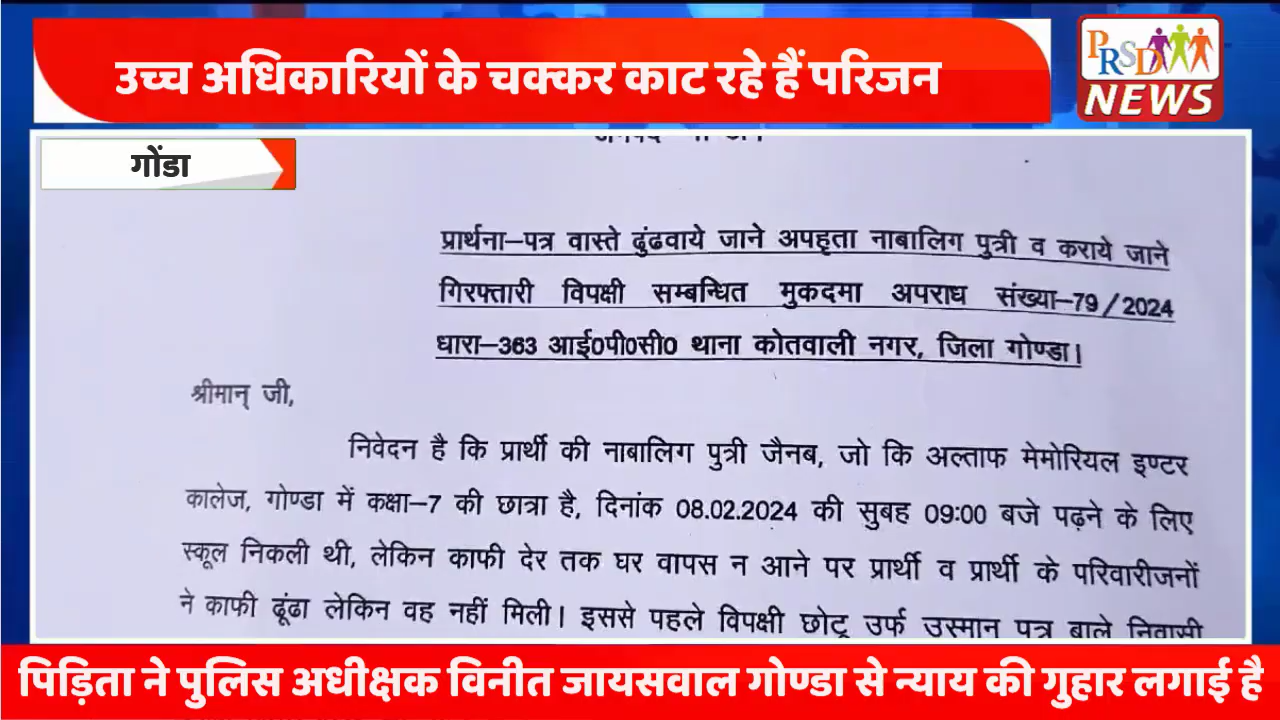 उच्च अधिकारियों के चक्कर काट रहे हैं परिजन
PRSD
NEWS
गोंडा
प्रार्थना–पत्र वास्ते ढुंढवाये जाने अपहृता नाबालिग पुत्री व कराये जाने
गिरफ्तारी विपक्षी सम्बन्धित मुकदमा अपराध संख्या–79/2024
धारा–363 आई0पी0सी0 थाना कोतवाली नगर, जिला गोण्डा।
श्रीमान् जी,
निवेदन है कि प्रार्थी की नाबालिग पुत्री जैनब, जो कि अल्ताफ मेमोरियल इण्टर
कालेज, गोण्डा में कक्षा–7 की छात्रा है, दिनांक 08.02.2024 की सुबह 09:00 बजे पढ़ने के लिए
स्कूल निकली थी, लेकिन काफी देर तक घर वापस न आने पर प्रार्थी व प्रार्थी के परिवारीजनों
ने काफी ढूंढा लेकिन वह नहीं मिली। इससे पहले विपक्षी छोटू उर्फ उस्मान पुत्र बाले निवासी
पिड़िता ने पुलिस अधीक्षक विनीत जायसवाल गोण्डा से न्याय की गुहार लगाई है